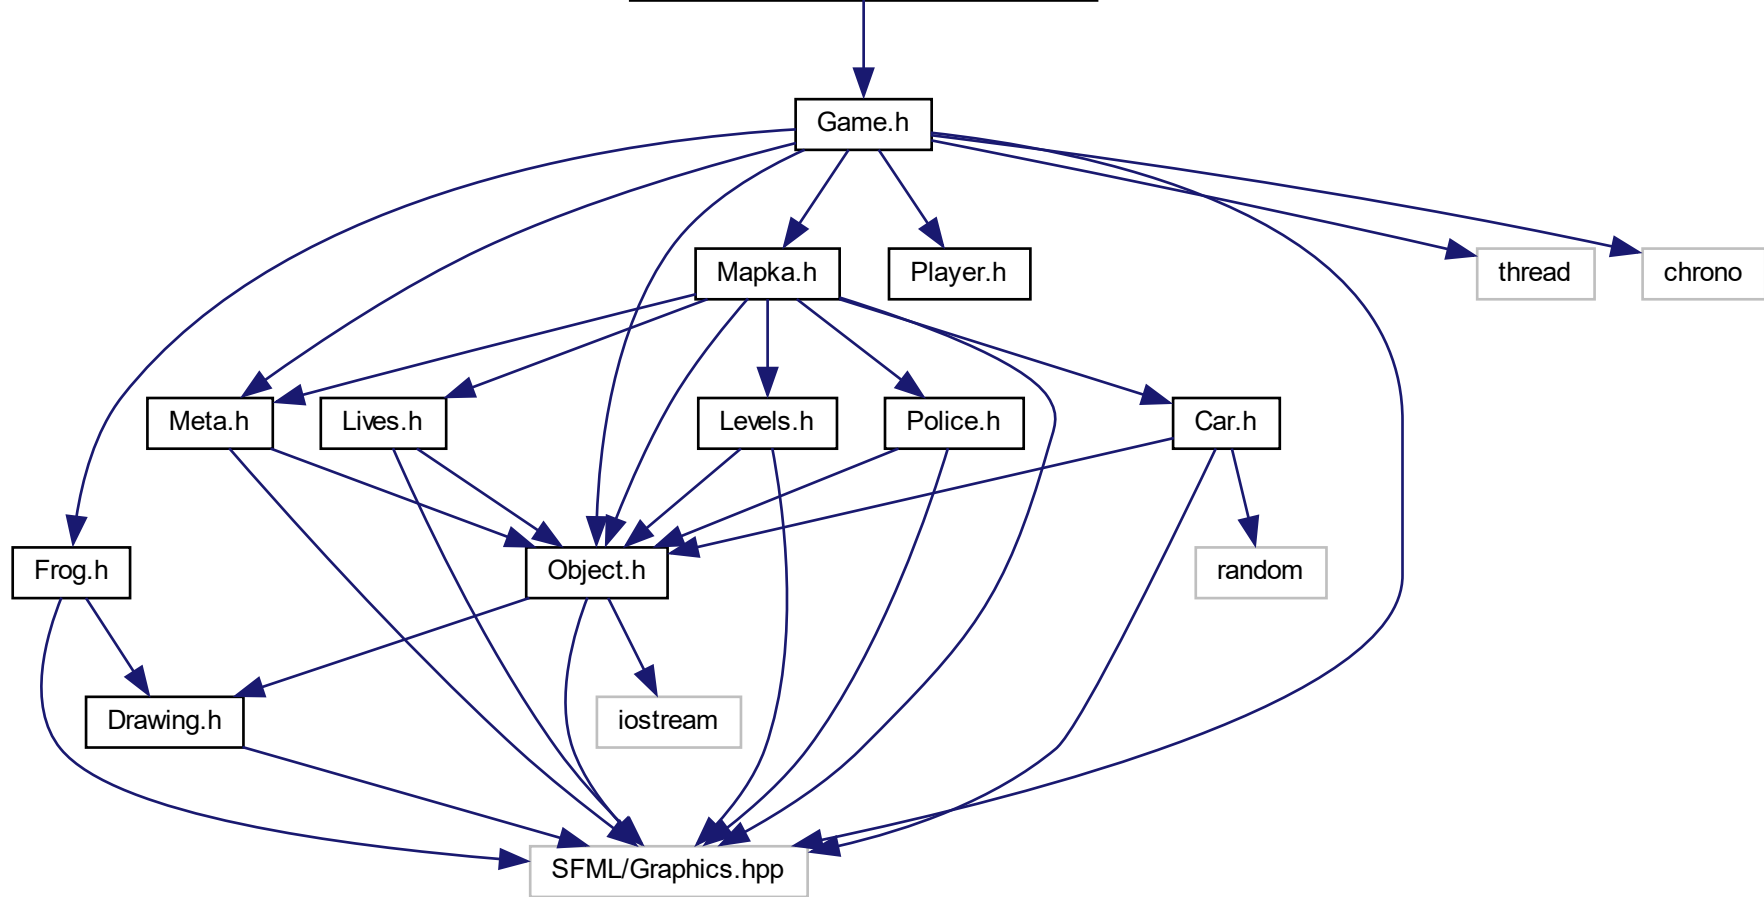 Game.h
Mapka.h
Player.h
thread
chrono
Meta.h
Lives.h
Levels.h
Police.h
Car.h
Frog.h
Object.h
random
Drawing.h
iostream
SFML/Graphics.hpp